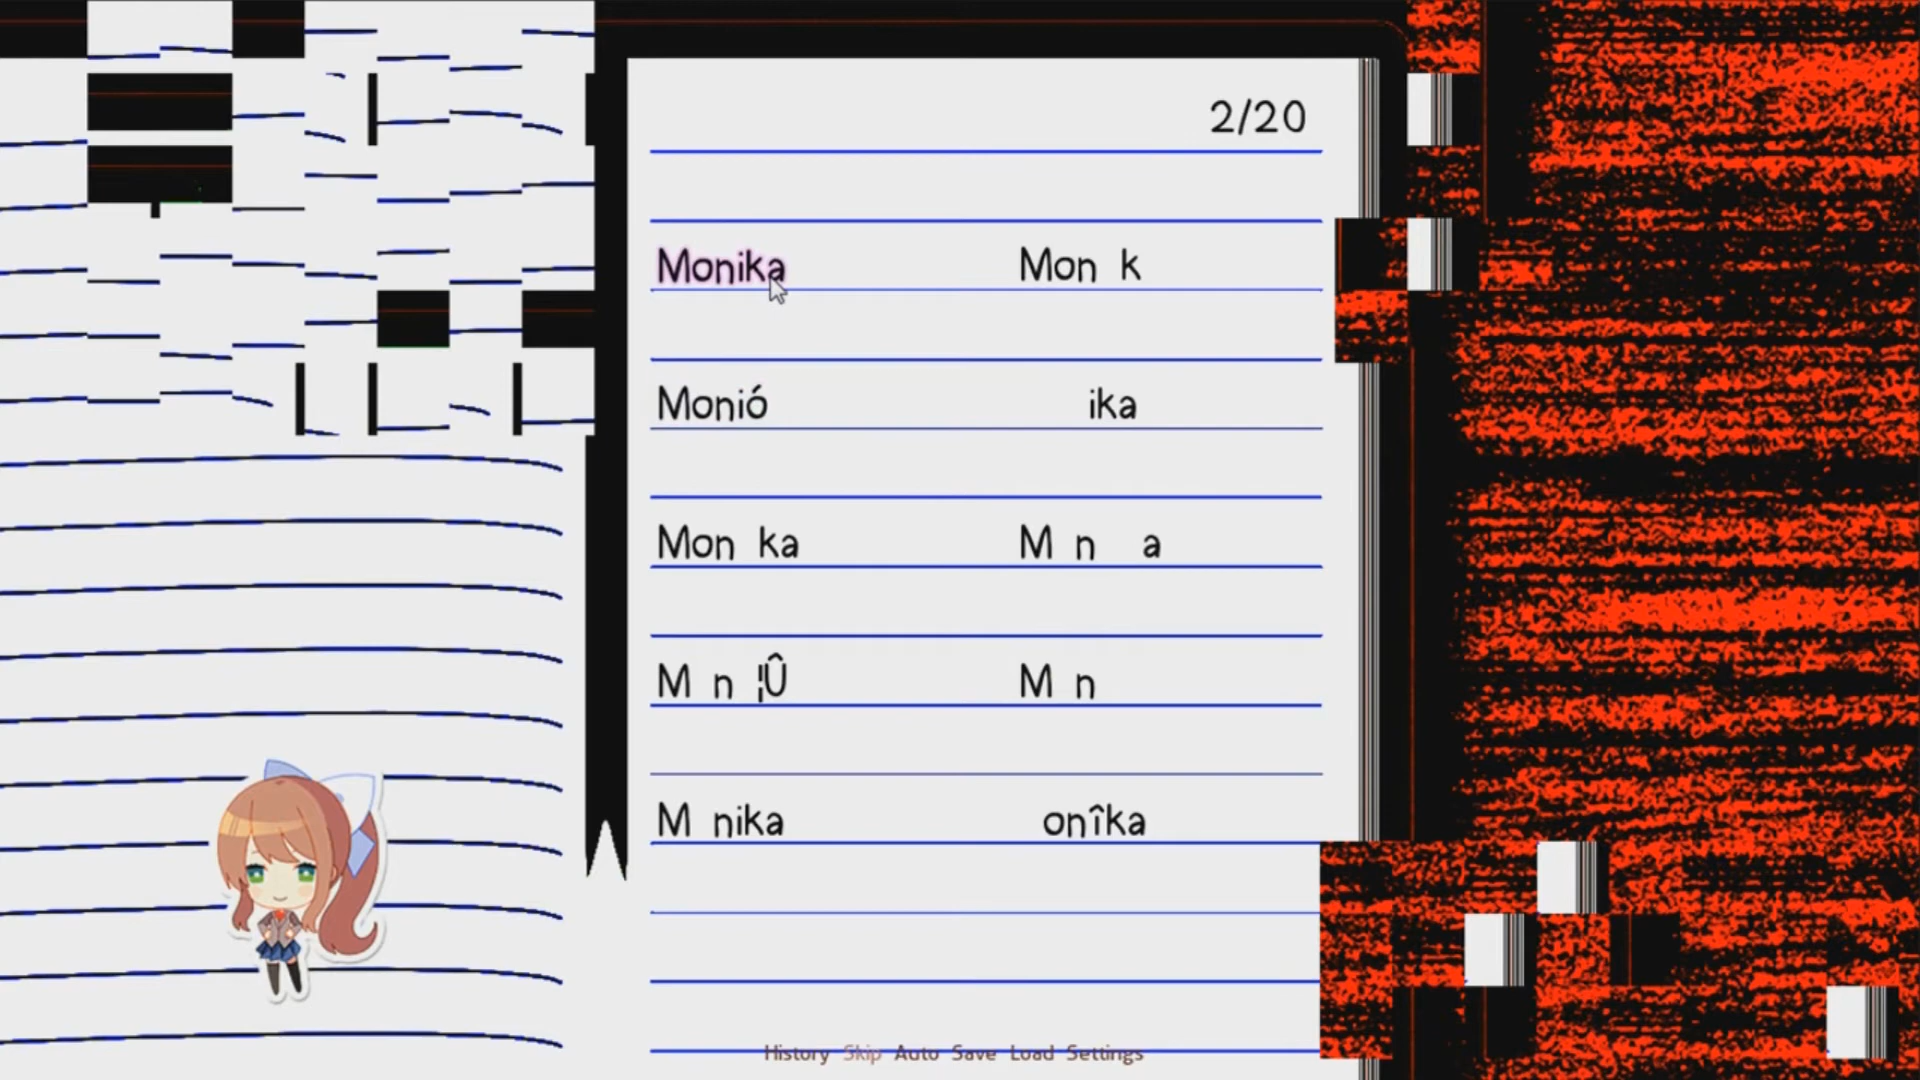 2/20
Monika Mon k
Monió ika
Mon ka M n a
M n ¦Û M n
M nika onîka
History Skip Auto Save Load Settings